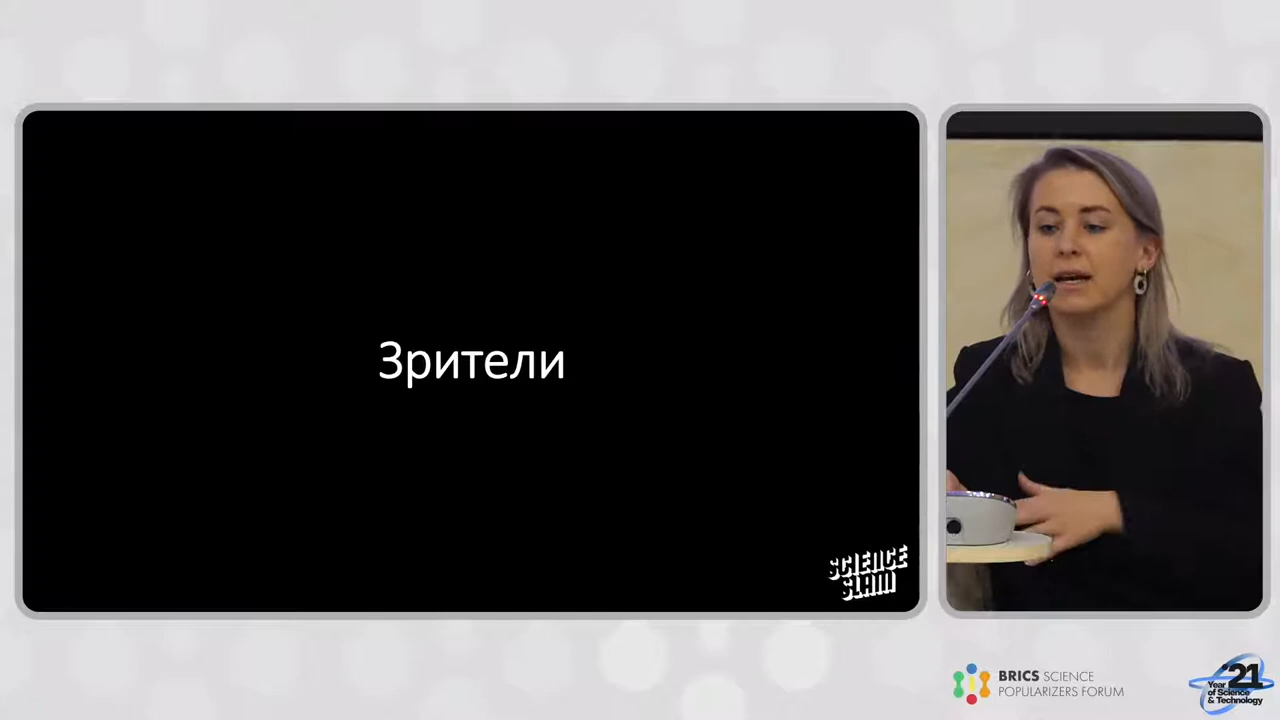 Зрители
SCIENCE
SLAM
BRICS SCIENCE
POPULARIZERS FORUM
'21
Year
of Science
& Technology